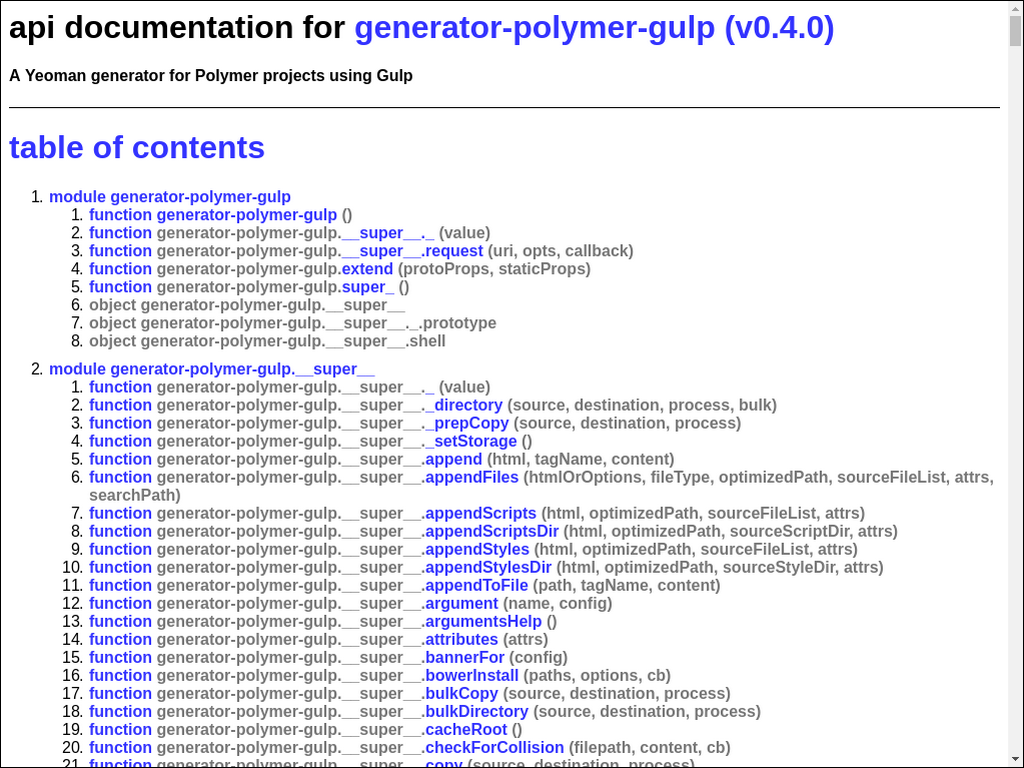 api documentation for generator-polymer-gulp (v0.4.0)
A Yeoman generator for Polymer projects using Gulp
table of contents
1. module generator-polymer-gulp
1. function generator-polymer-gulp ()
2. function generator-polymer-gulp.__super__._ (value)
3. function generator-polymer-gulp.__super__.request (uri, opts, callback)
4. function generator-polymer-gulp.extend (protoProps, staticProps)
5. function generator-polymer-gulp.super_ ()
6. object generator-polymer-gulp.__super__
7. object generator-polymer-gulp.__super__._.prototype
8. object generator-polymer-gulp.__super__.shell
2. module generator-polymer-gulp.__super__
1. function generator-polymer-gulp.__super__._ (value)
2. function generator-polymer-gulp.__super__._directory (source, destination, process, bulk)
3. function generator-polymer-gulp.__super__._prepCopy (source, destination, process)
4. function generator-polymer-gulp.__super__._setStorage ()
5. function generator-polymer-gulp.__super__.append (html, tagName, content)
6. function generator-polymer-gulp.__super__.appendFiles (htmlOrOptions, fileType, optimizedPath, sourceFileList, attrs,
searchPath)
7. function generator-polymer-gulp.__super__.appendScripts (html, optimizedPath, sourceFileList, attrs)
8. function generator-polymer-gulp.__super__.appendScriptsDir (html, optimizedPath, sourceScriptDir, attrs)
9. function generator-polymer-gulp.__super__.appendStyles (html, optimizedPath, sourceFileList, attrs)
10. function generator-polymer-gulp.__super__.appendStylesDir (html, optimizedPath, sourceStyleDir, attrs)
11. function generator-polymer-gulp.__super__.appendToFile (path, tagName, content)
12. function generator-polymer-gulp.__super__.argument (name, config)
13. function generator-polymer-gulp.__super__.argumentsHelp ()
14. function generator-polymer-gulp.__super__.attributes (attrs)
15. function generator-polymer-gulp.__super__.bannerFor (config)
16. function generator-polymer-gulp.__super__.bowerInstall (paths, options, cb)
17. function generator-polymer-gulp.__super__.bulkCopy (source, destination, process)
18. function generator-polymer-gulp.__super__.bulkDirectory (source, destination, process)
19. function generator-polymer-gulp.__super__.cacheRoot ()
20. function generator-polymer-gulp.__super__.checkForCollision (filepath, content, cb)
21. function generator-polymer-gulp.__super__.copy (source, destination, process)